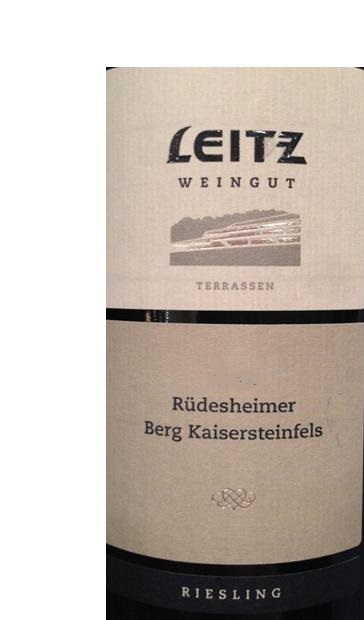 LEITZ
WEINGUT
TERRASSEN
Rüdesheimer
Berg Kaisersteinfels
RIESLING